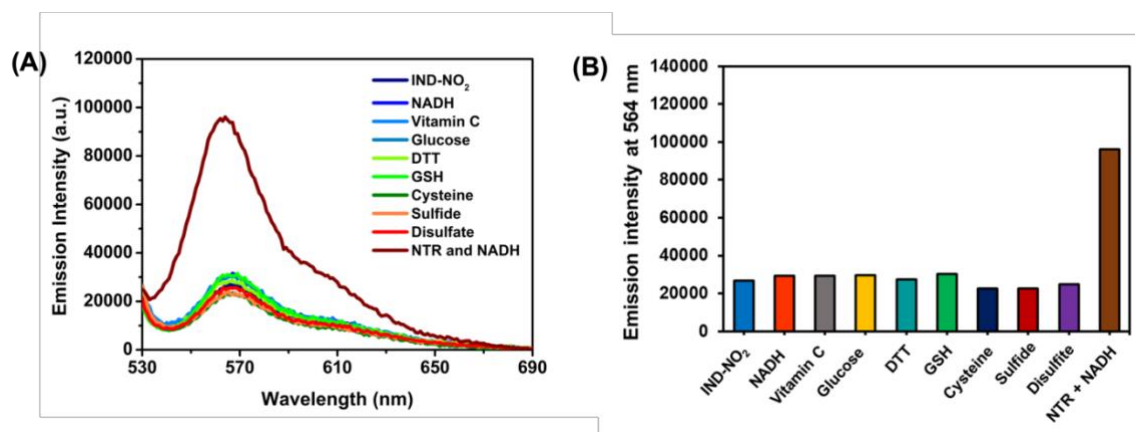 (A)
120000
100000
80000
60000
40000
20000
0
Emission Intensity (a.u.)
IND-NO₂
NADH
Vitamin C
Glucose
DTT
GSH
Cysteine
Sulfide
Disulfate
NTR and NADH
530
570
610
650
690
Wavelength (nm)
(B)
140000
120000
100000
80000
60000
40000
20000
0
Emission intensity at 564 nm
IND-NO₂
NADH
Vitamin C
Glucose
DTT
GSH
Cysteine
Sulfide
Disulfite
NTR + NADH